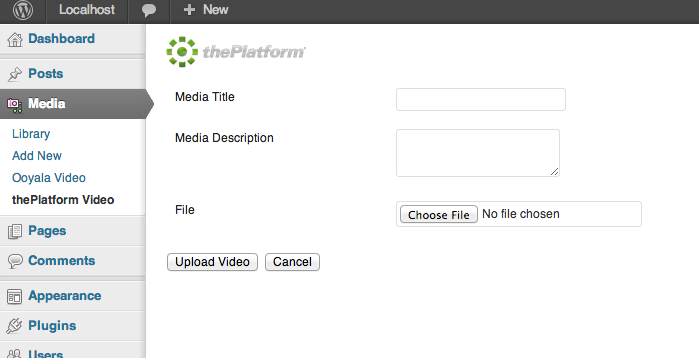 Localhost
New
Dashboard
Posts
Media
Library
Add New
Ooyala Video
thePlatform Video
Pages
Comments
Appearance
Plugins
Users
thePlatform
Media Title
Media Description
File
Choose File No file chosen
Upload Video Cancel